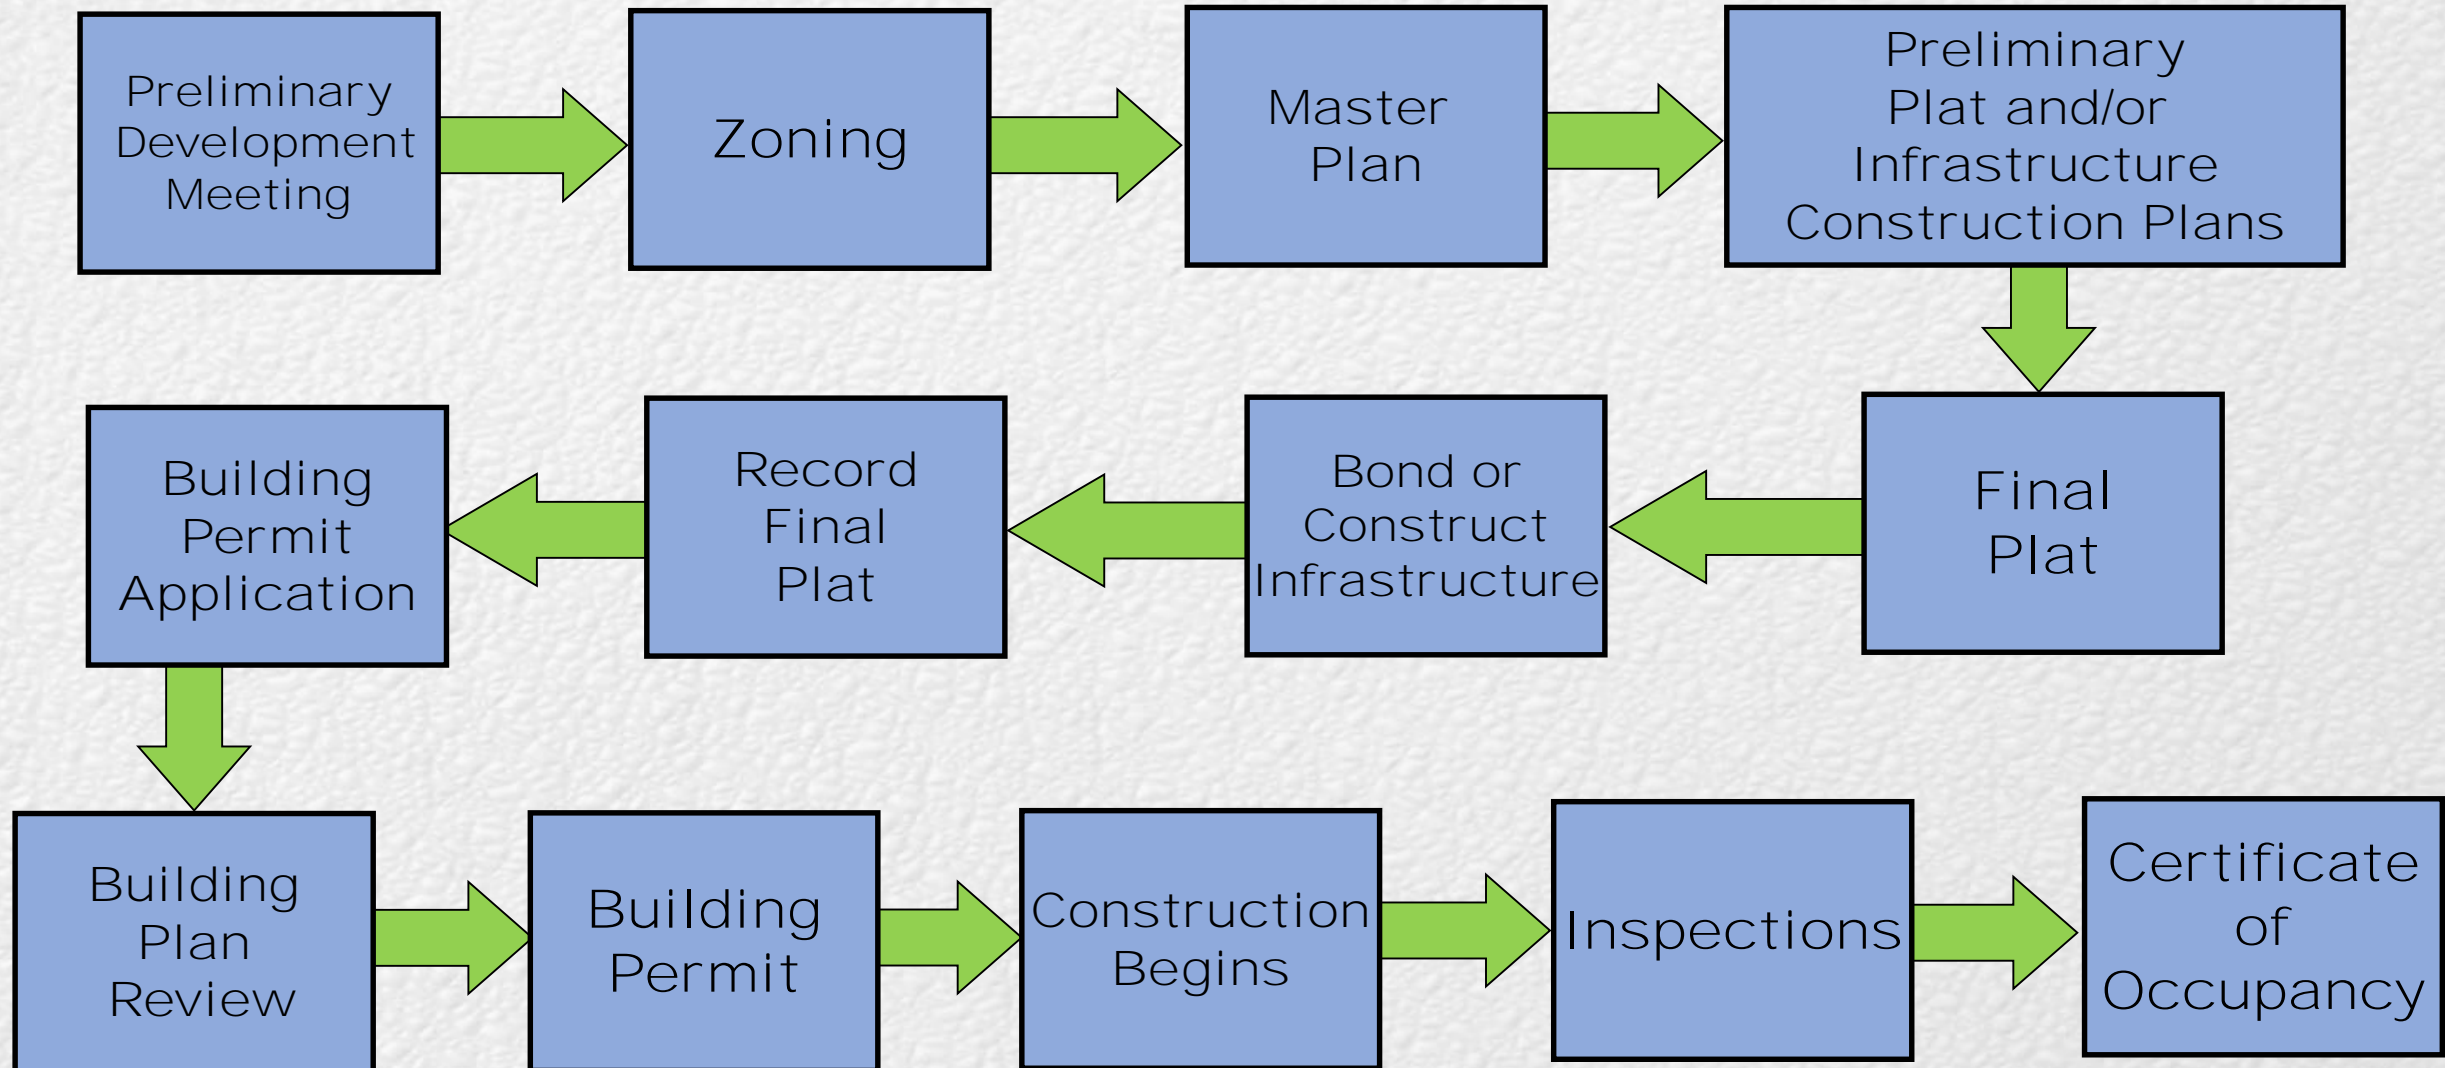 Preliminary
Development
Meeting
Zoning
Master
Plan
Preliminary
Plat and/or
Infrastructure
Construction Plans
Final
Plat
Bond or
Construct
Infrastructure
Record
Final
Plat
Building
Permit
Application
Building
Plan
Review
Building
Permit
Construction
Begins
Inspections
Certificate
of
Occupancy